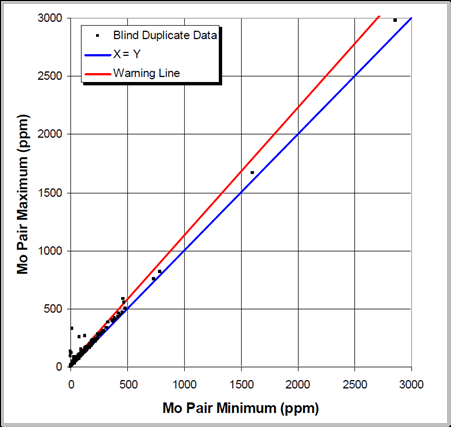 3000
Blind Duplicate Data
X = Y
Warning Line
2500
2000
1500
1000
500
0
Mo Pair Maximum (ppm)
0 500 1000 1500 2000 2500 3000
Mo Pair Minimum (ppm)